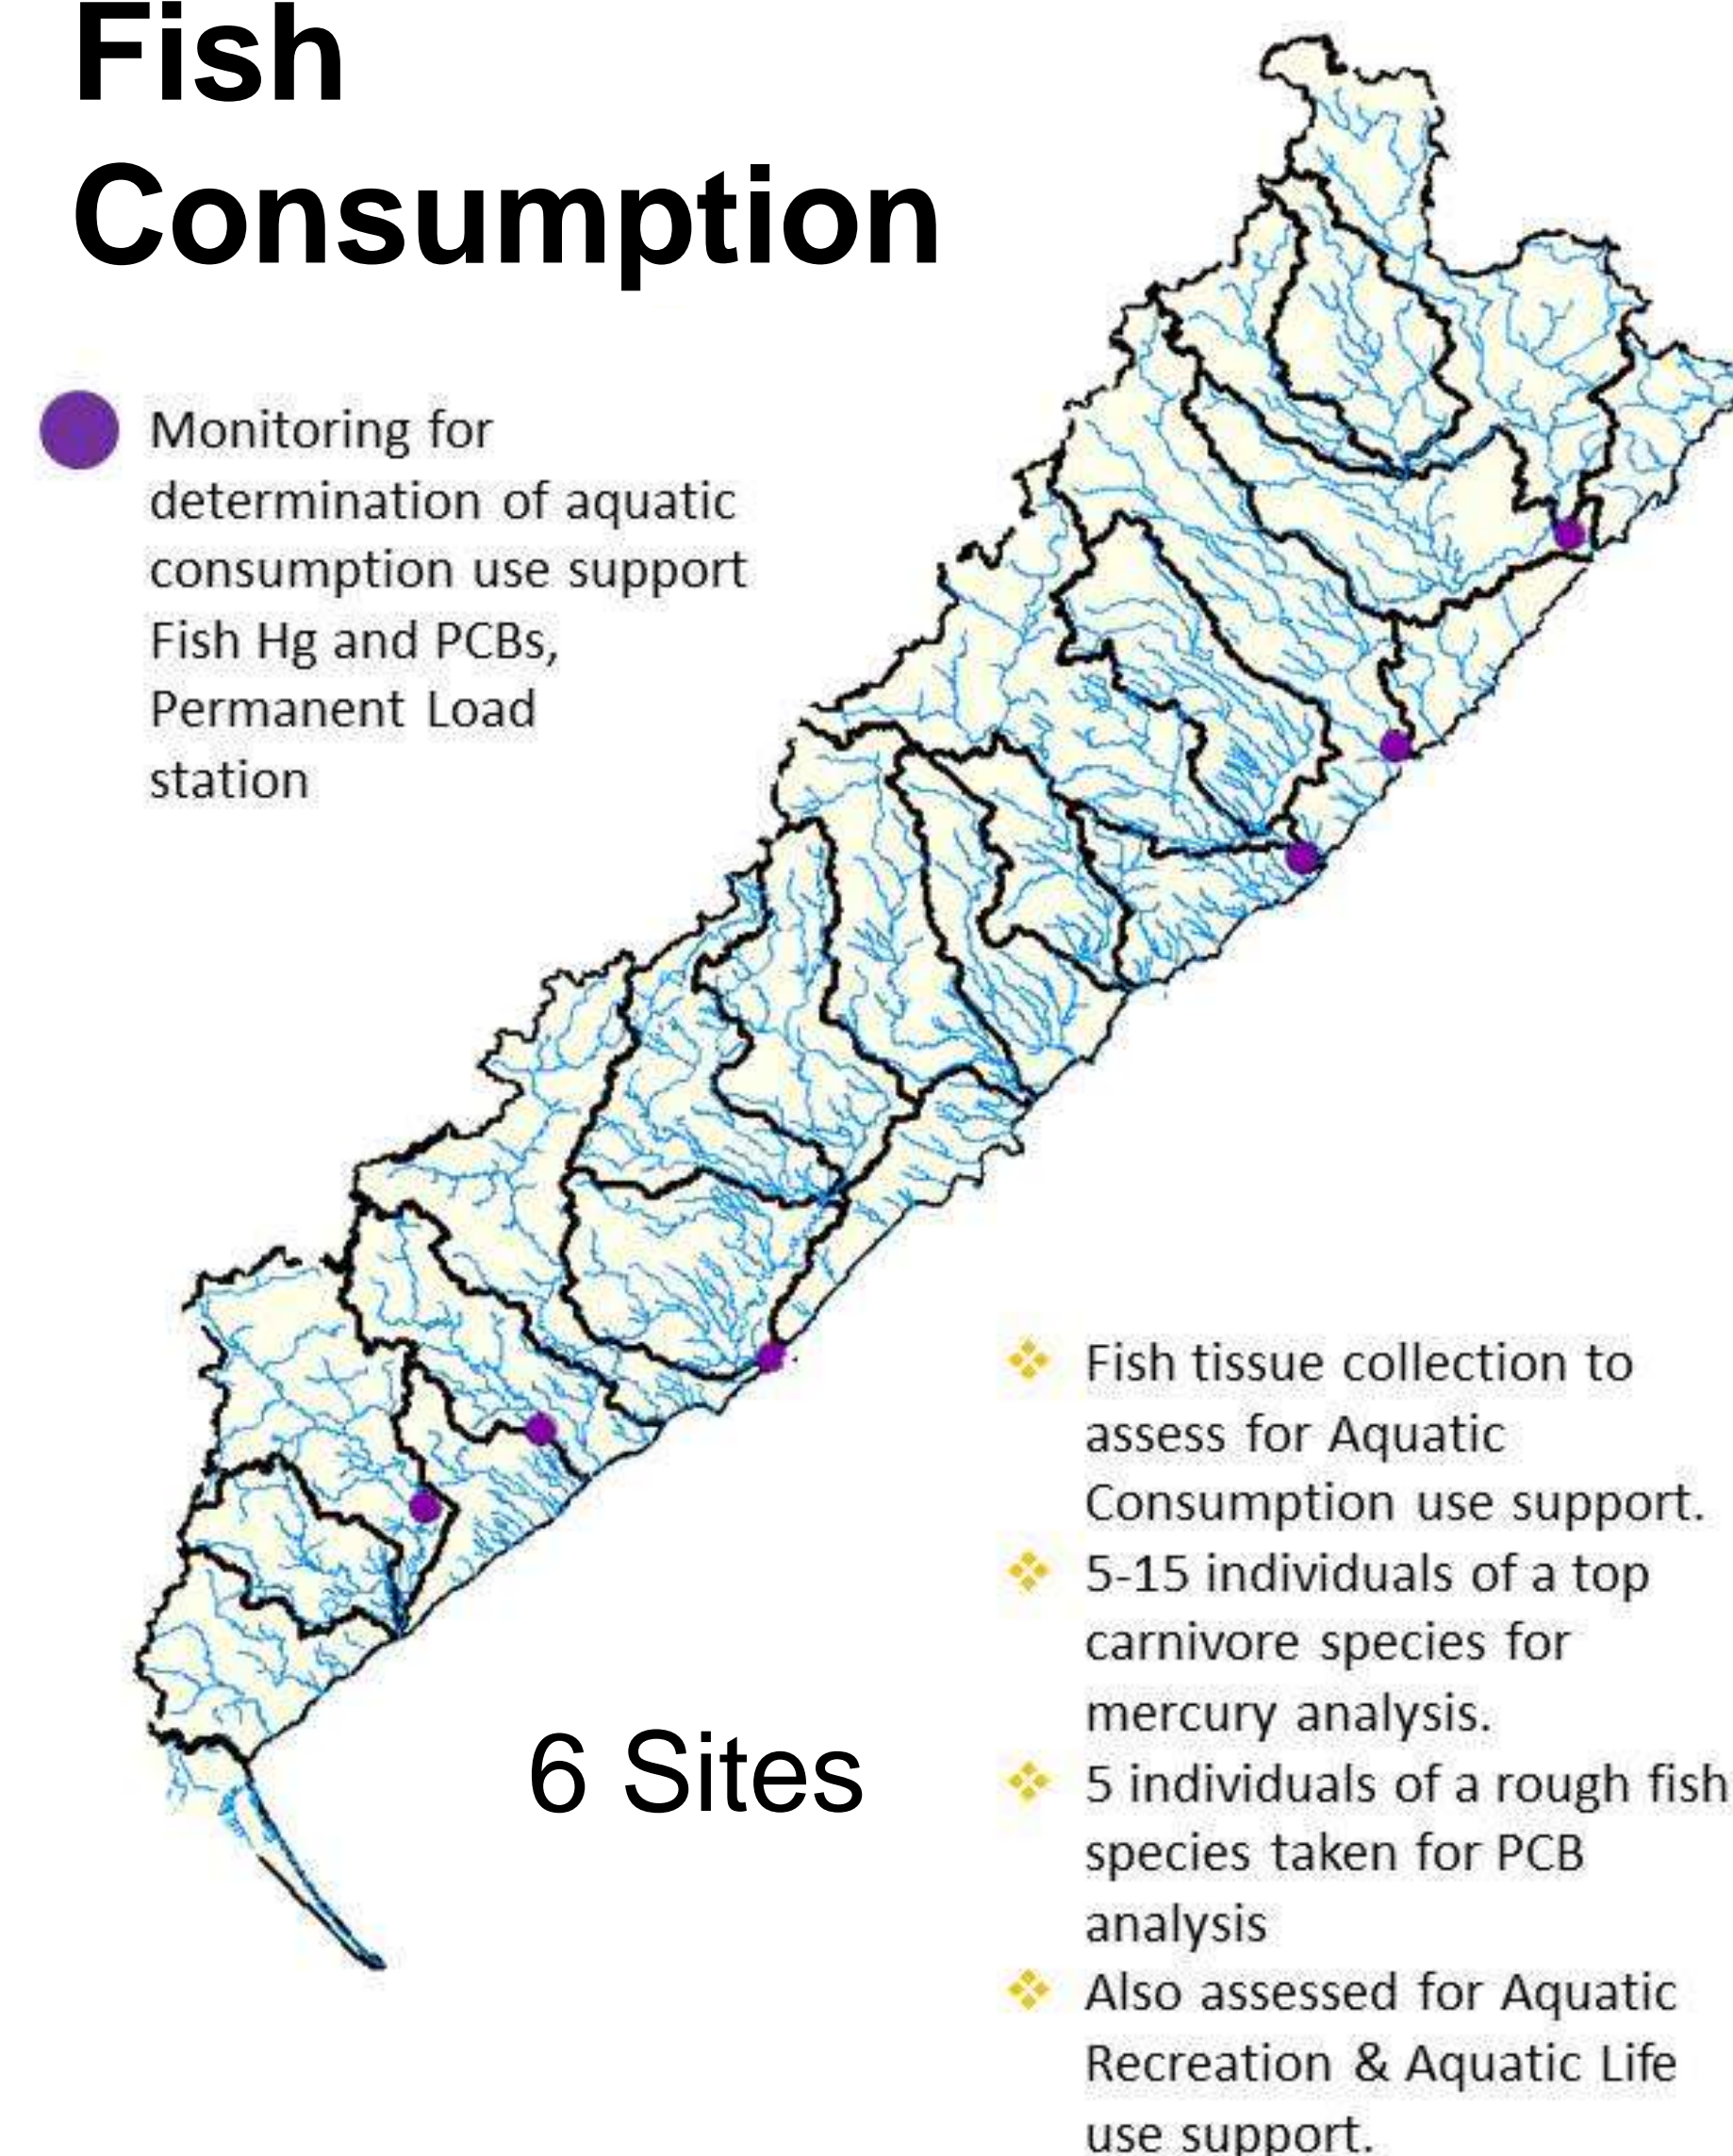 Fish
Consumption
Monitoring for
determination of aquatic
consumption use support
Fish Hg and PCBs,
Permanent Load
station
6 Sites
Fish tissue collection to
assess for Aquatic
Consumption use support.
5-15 individuals of a top
carnivore species for
mercury analysis.
5 individuals of a rough fish
species taken for PCB
analysis
Also assessed for Aquatic
Recreation & Aquatic Life
use support.